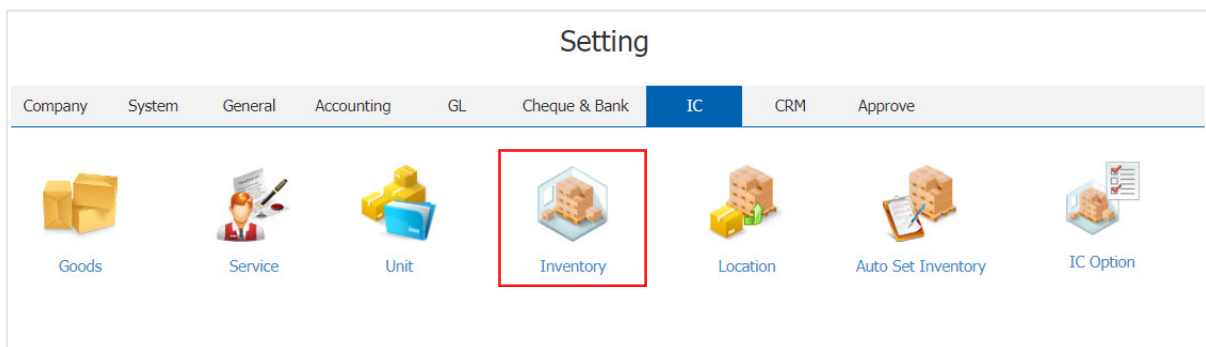 Setting
Company System General Accounting GL Cheque & Bank IC CRM Approve
Goods Service Unit Inventory Location Auto Set Inventory IC Option